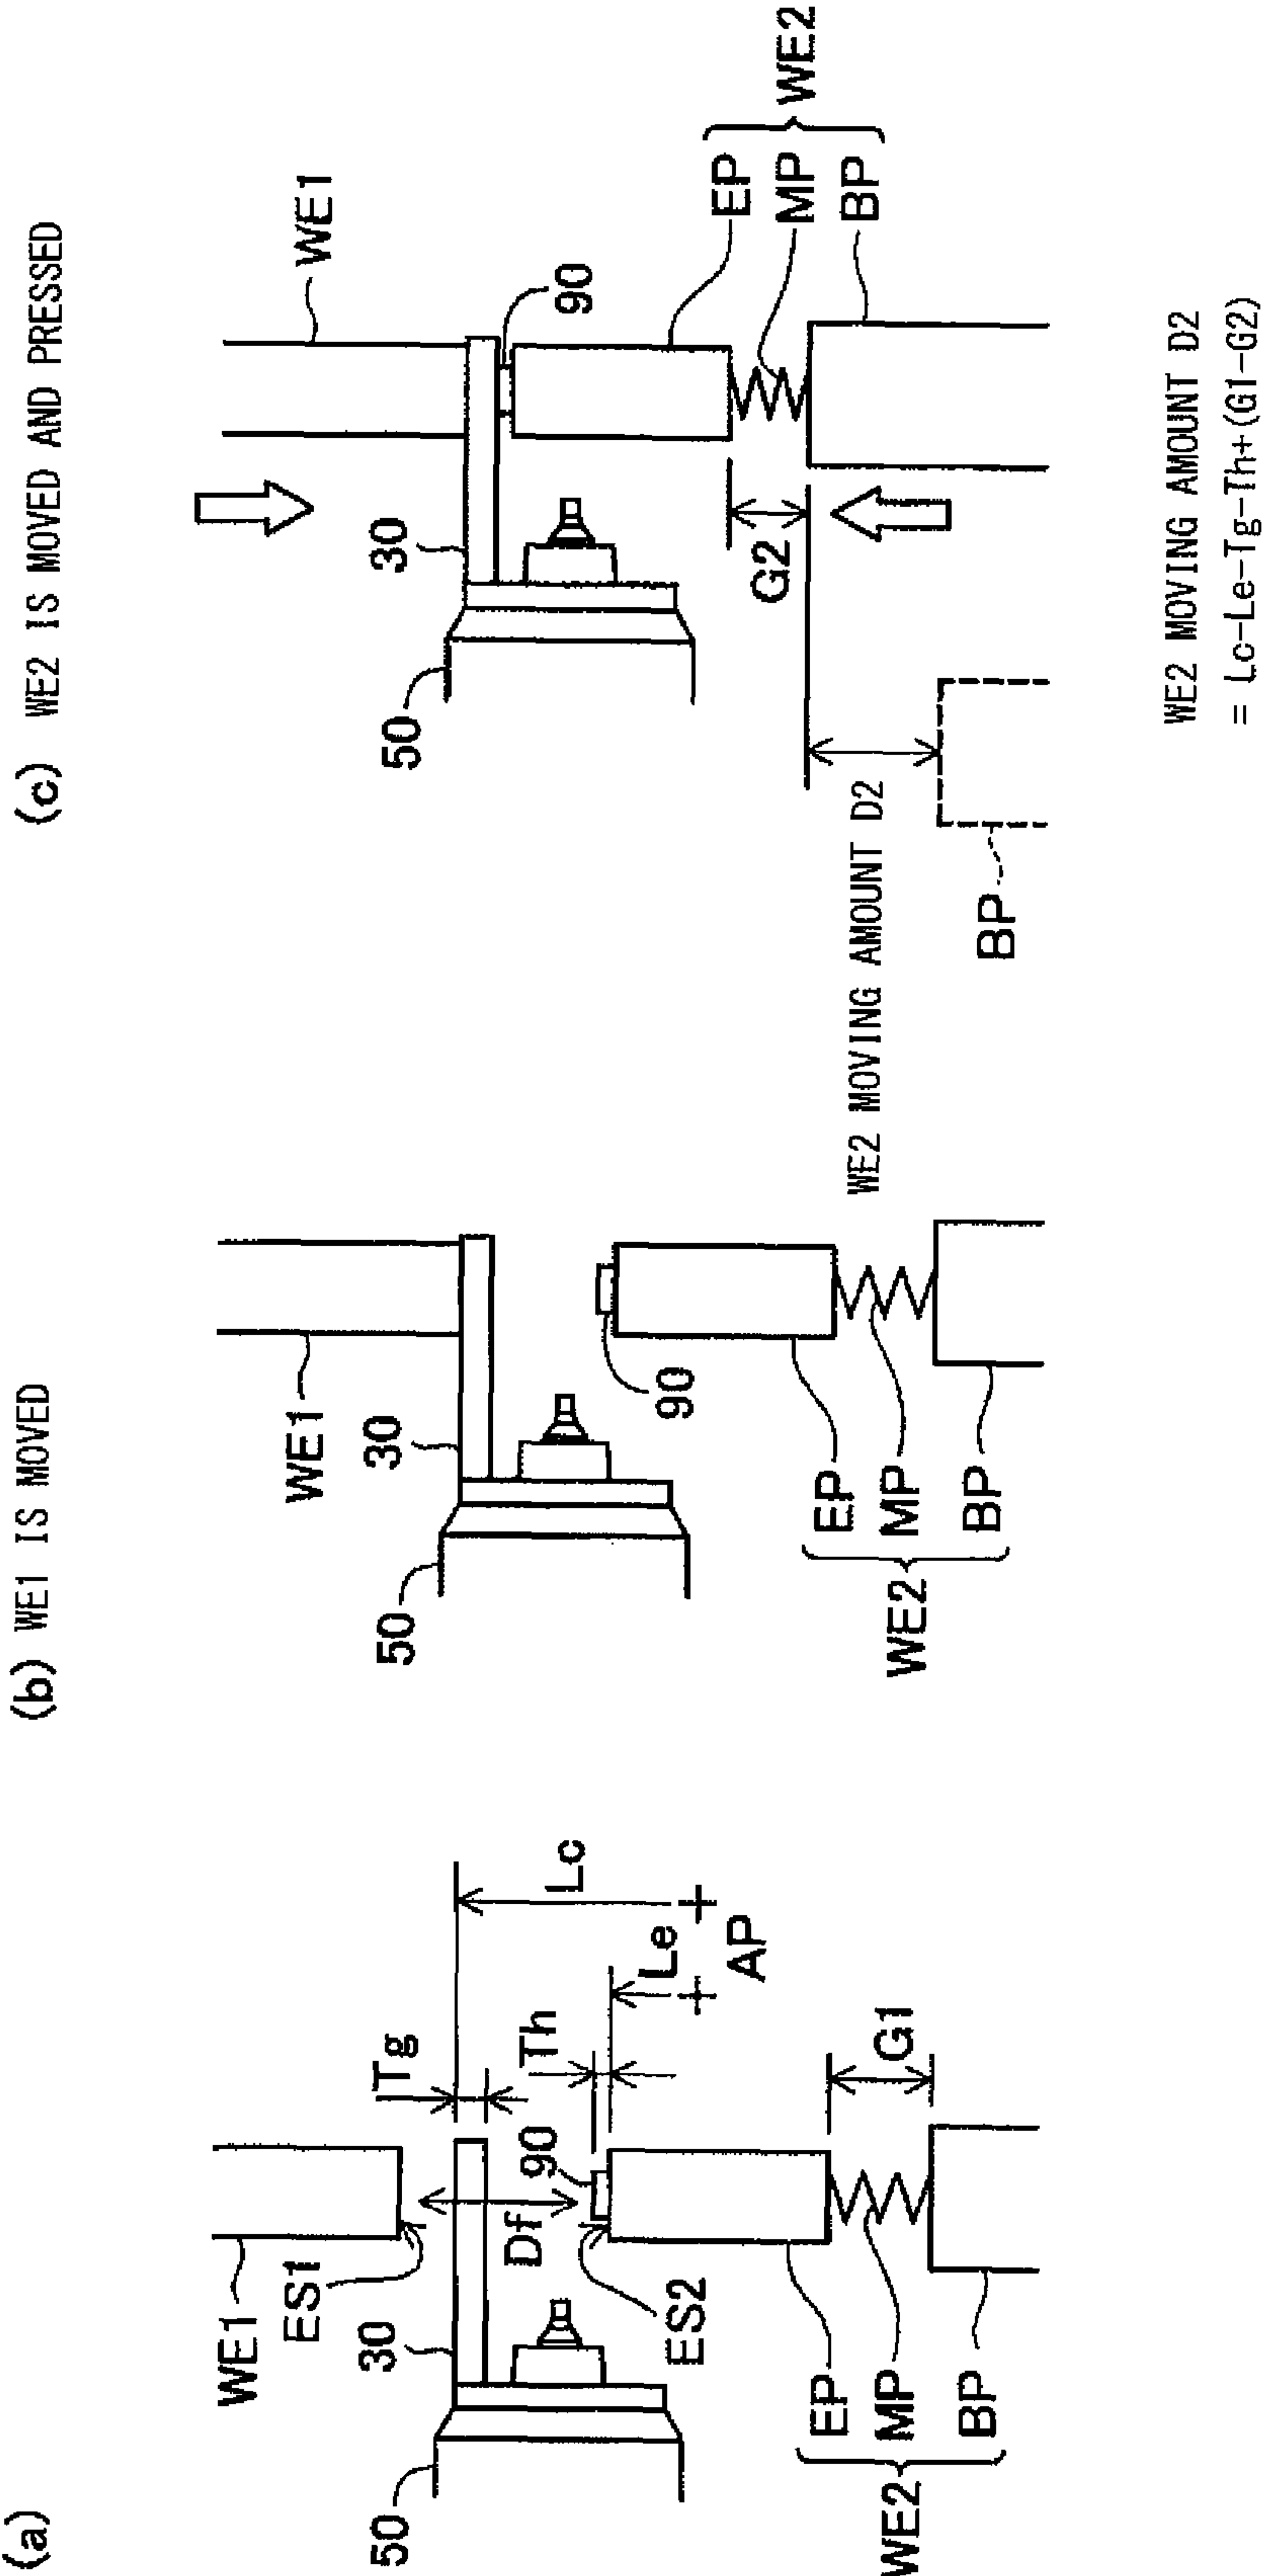 (a)
WE1
ES1
30
50
Df
90
ES2
Tg
Th
Lc
Le
AP
G1
EP
MP
BP
WE2
(b) WE1 IS MOVED
WE1
30
50
90
EP
MP
BP
WE2
(c) WE2 IS MOVED AND PRESSED
WE1
90
30
50
G2
EP
MP
BP
WE2
WE2 MOVING AMOUNT D2
BP
WE2 MOVING AMOUNT D2
= Lc-Le-Tg-Th+(G1-G2)